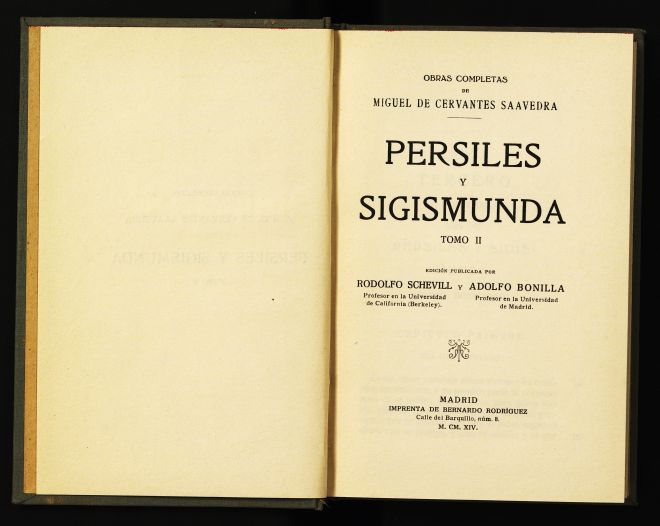 OBRAS COMPLETAS
DE
MIGUEL DE CERVANTES SAAVEDRA
PERSILES
Y
SIGISMUNDA
TOMO II
EDICIÓN PUBLICADA POR
RODOLFO SCHEVILL Y ADOLFO BONILLA
Profesor en la Universidad
de California (Berkeley).
Profesor en la Universidad
de Madrid.
MADRID
IMPRENTA DE BERNARDO RODRÍGUEZ
Calle del Barquillo, núm. 8.
M. CM. XIV.